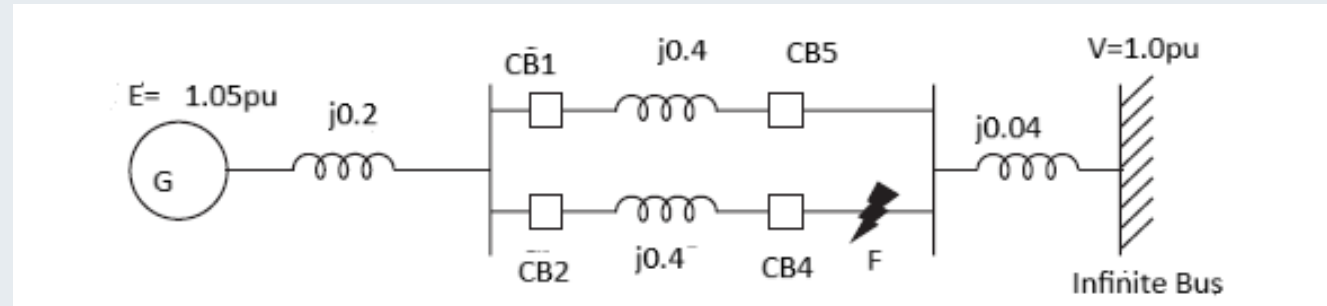 E= 1.05pu
G
j0.2
CB1
j0.4
CB5
CB2
j0.4
CB4
F
j0.04
V=1.0pu
Infinite Bus